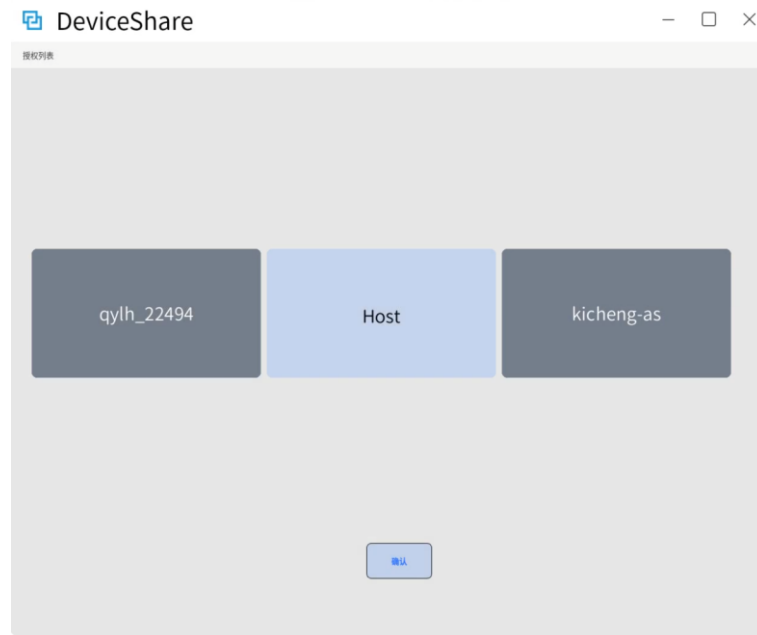 DeviceShare
授权列表
qylh_22494
Host
kicheng-as
确认